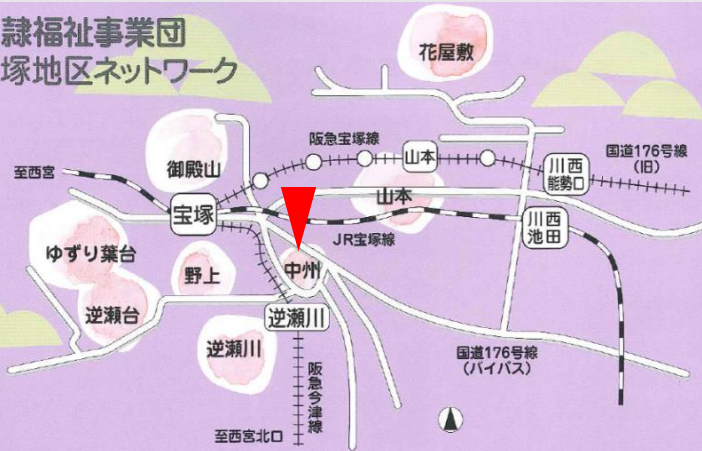 隷福祉事業団
塚地区ネットワーク
花屋敷
阪急宝塚線
山本
川西
能勢口
国道176号線
(旧)
至西宮
御殿山
山本
宝塚
JR宝塚線
川西
池田
ゆずり葉台
野上
中州
逆瀬台
逆瀬川
逆瀬川
国道176号線
(バイパス)
阪急今津線
至西宮北口